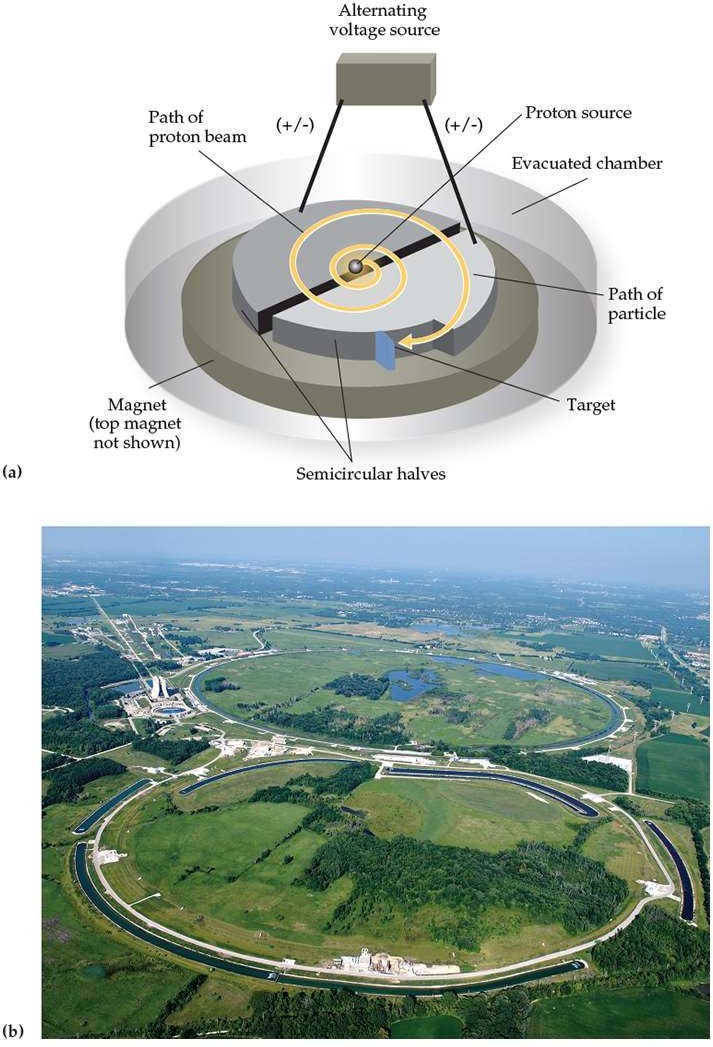 Alternating
voltage source
Path of
proton beam
(+/-)
(+/-)
Proton source
Evacuated chamber
Path of
particle
Magnet
(top magnet
not shown)
Target
Semicircular halves
(a)
(b)